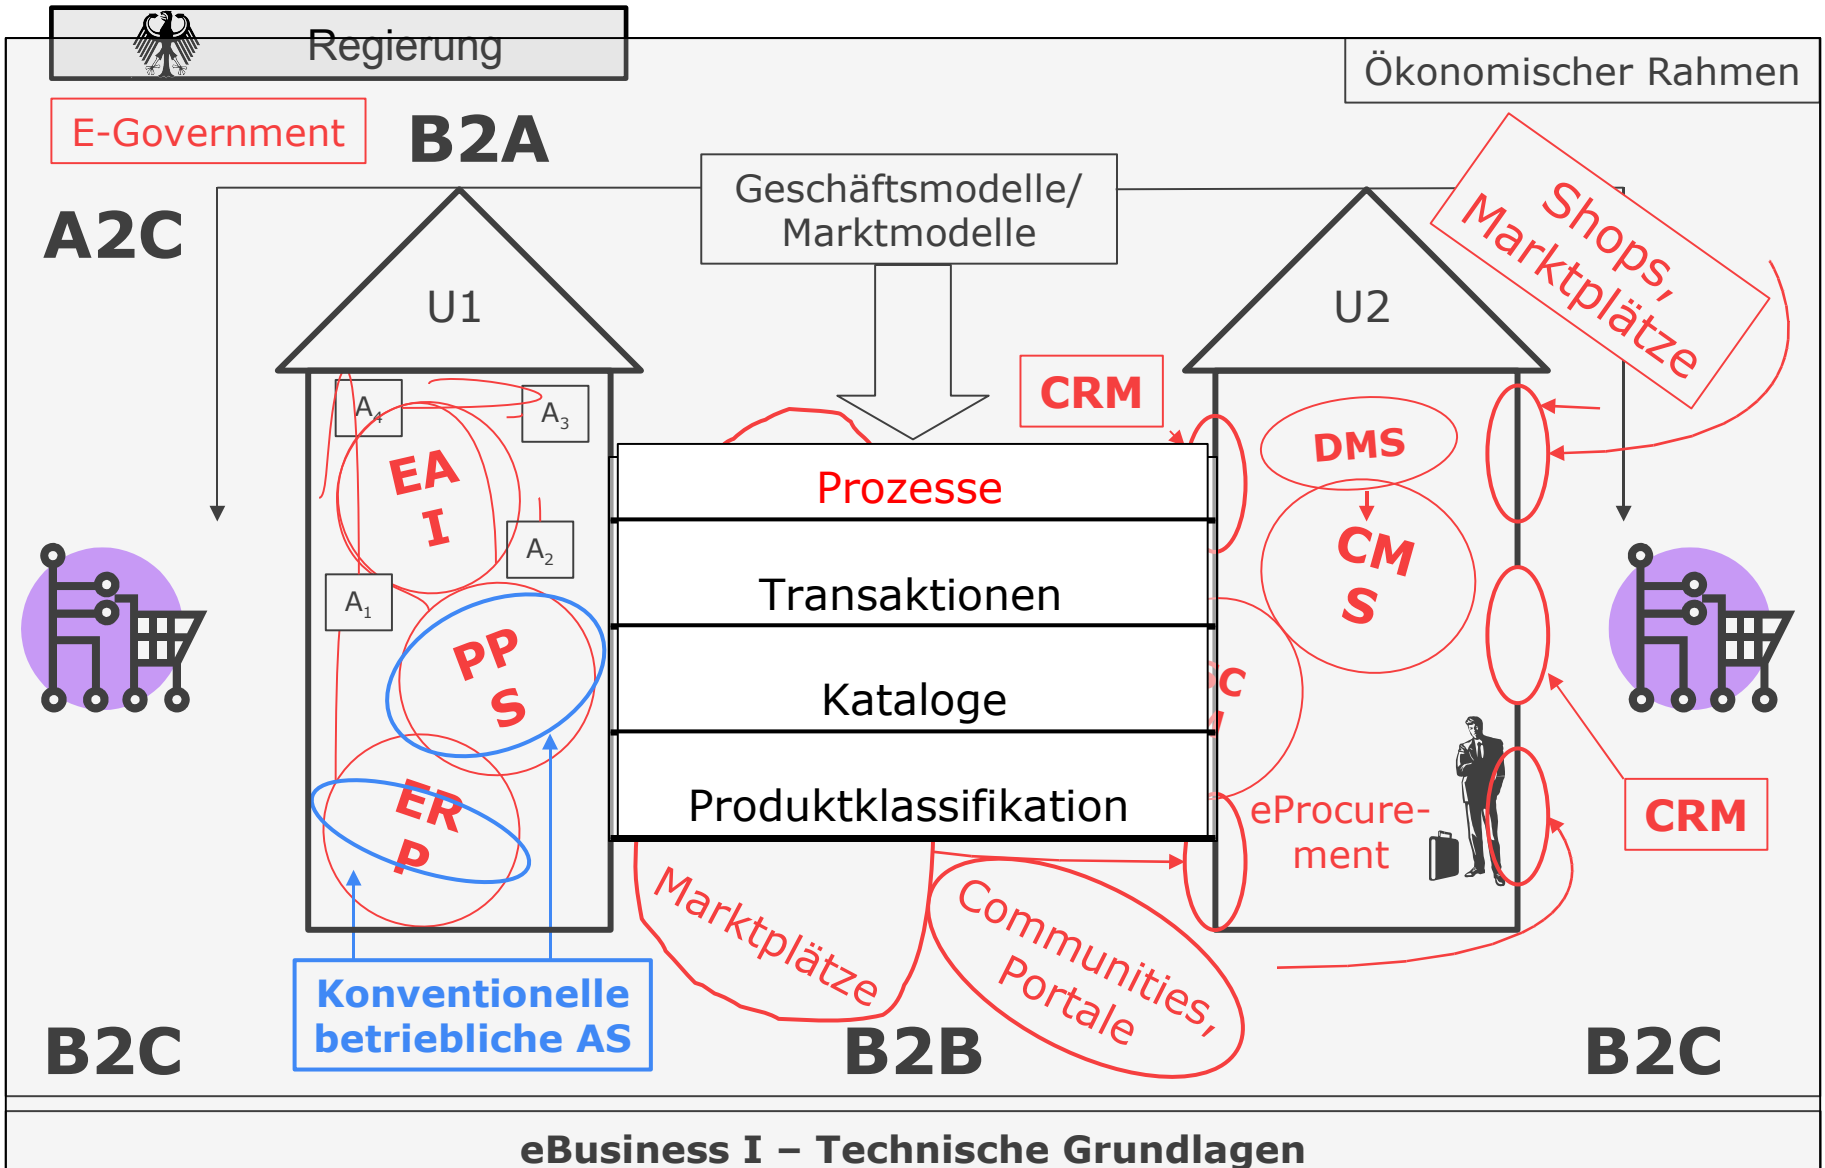 Regierung
Ökonomischer Rahmen
E-Government
B2A
Geschäftsmodelle/
Marktmodelle
Shops,
Marktplätze
A2C
U1
U2
CRM
A4
A3
DMS
EA
I
Prozesse
A2
CM
S
Transaktionen
A1
PP
S
Kataloge
C
ER
P
Produktklassifikation
eProcure-
ment
CRM
Marktplätze
Communities,
Portale
Konventionelle
betriebliche AS
B2C
B2B
B2C
eBusiness I – Technische Grundlagen